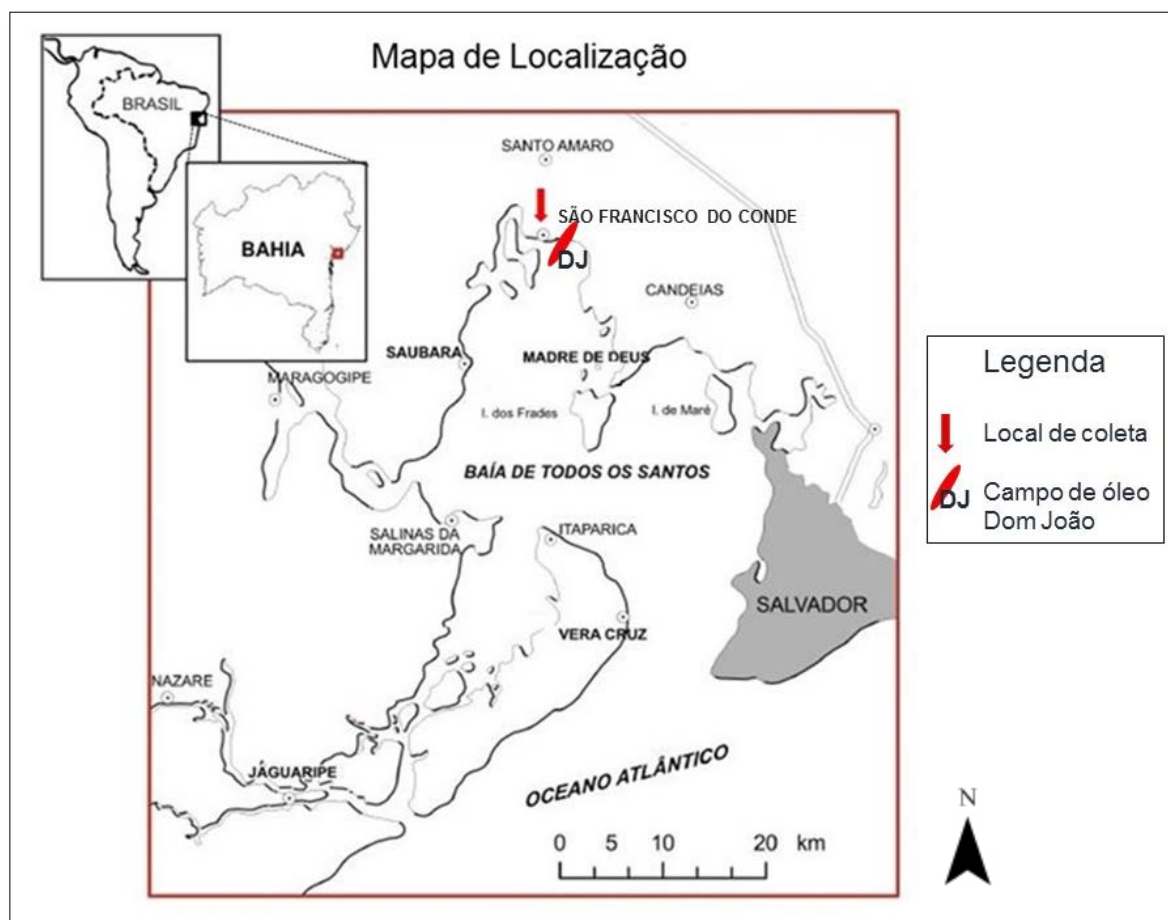 Mapa de Localização
BRASIL
BAHIA
SANTO AMARO
SÃO FRANCISCO DO CONDE
DJ
CANDEIAS
SAUBARA
MADRE DE DEUS
MARAGOGIPE
I. dos Frades
I. de Maré
BAÍA DE TODOS OS SANTOS
SALINAS DA
MARGARIDA
ITAPARICA
SALVADOR
VERA CRUZ
NAZARE
JÁGUARIPE
OCEANO ATLÂNTICO
0 5 10 20 km
Legenda
Local de coleta
DJ Campo de óleo
Dom João
N